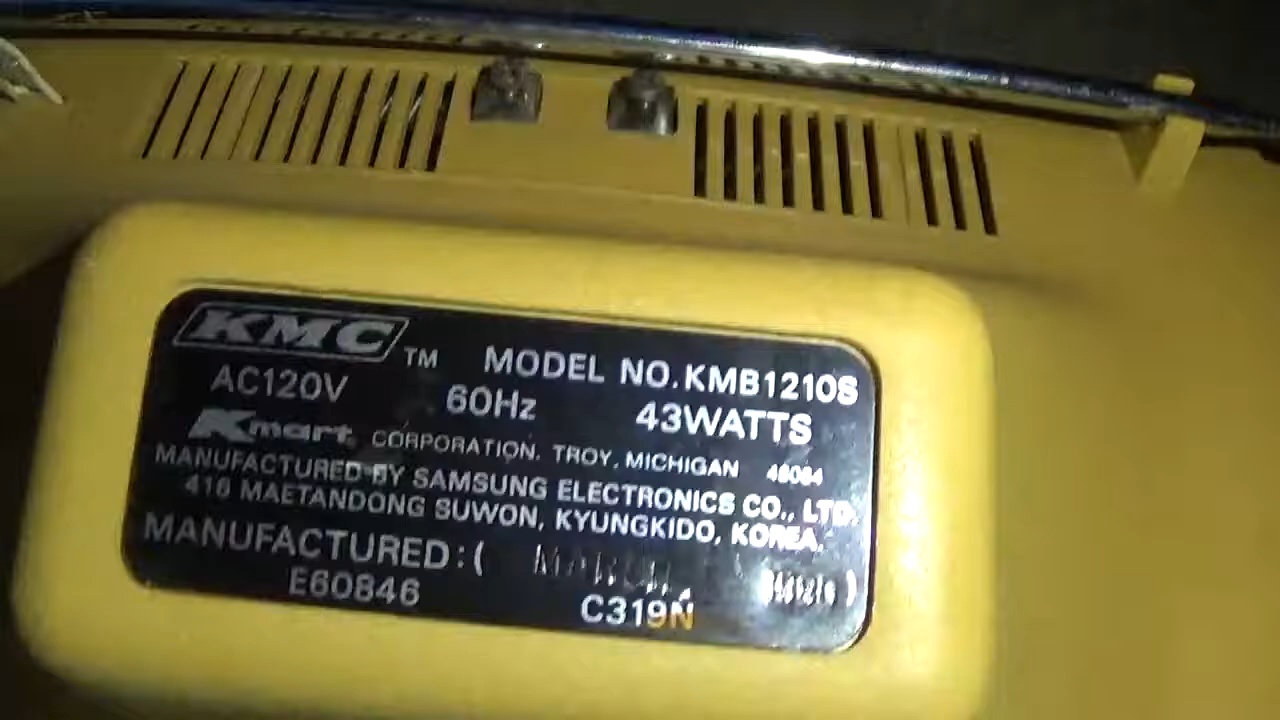 KMC TM MODEL NO. KMB1210S
AC120V 60Hz 43WATTS
Kmart CORPORATION. TROY, MICHIGAN 48084
MANUFACTURED BY SAMSUNG ELECTRONICS CO., LTD.
416 MAETANDONG SUWON, KYUNGKIDO, KOREA.
MANUFACTURED : ( )
E60846 C319N